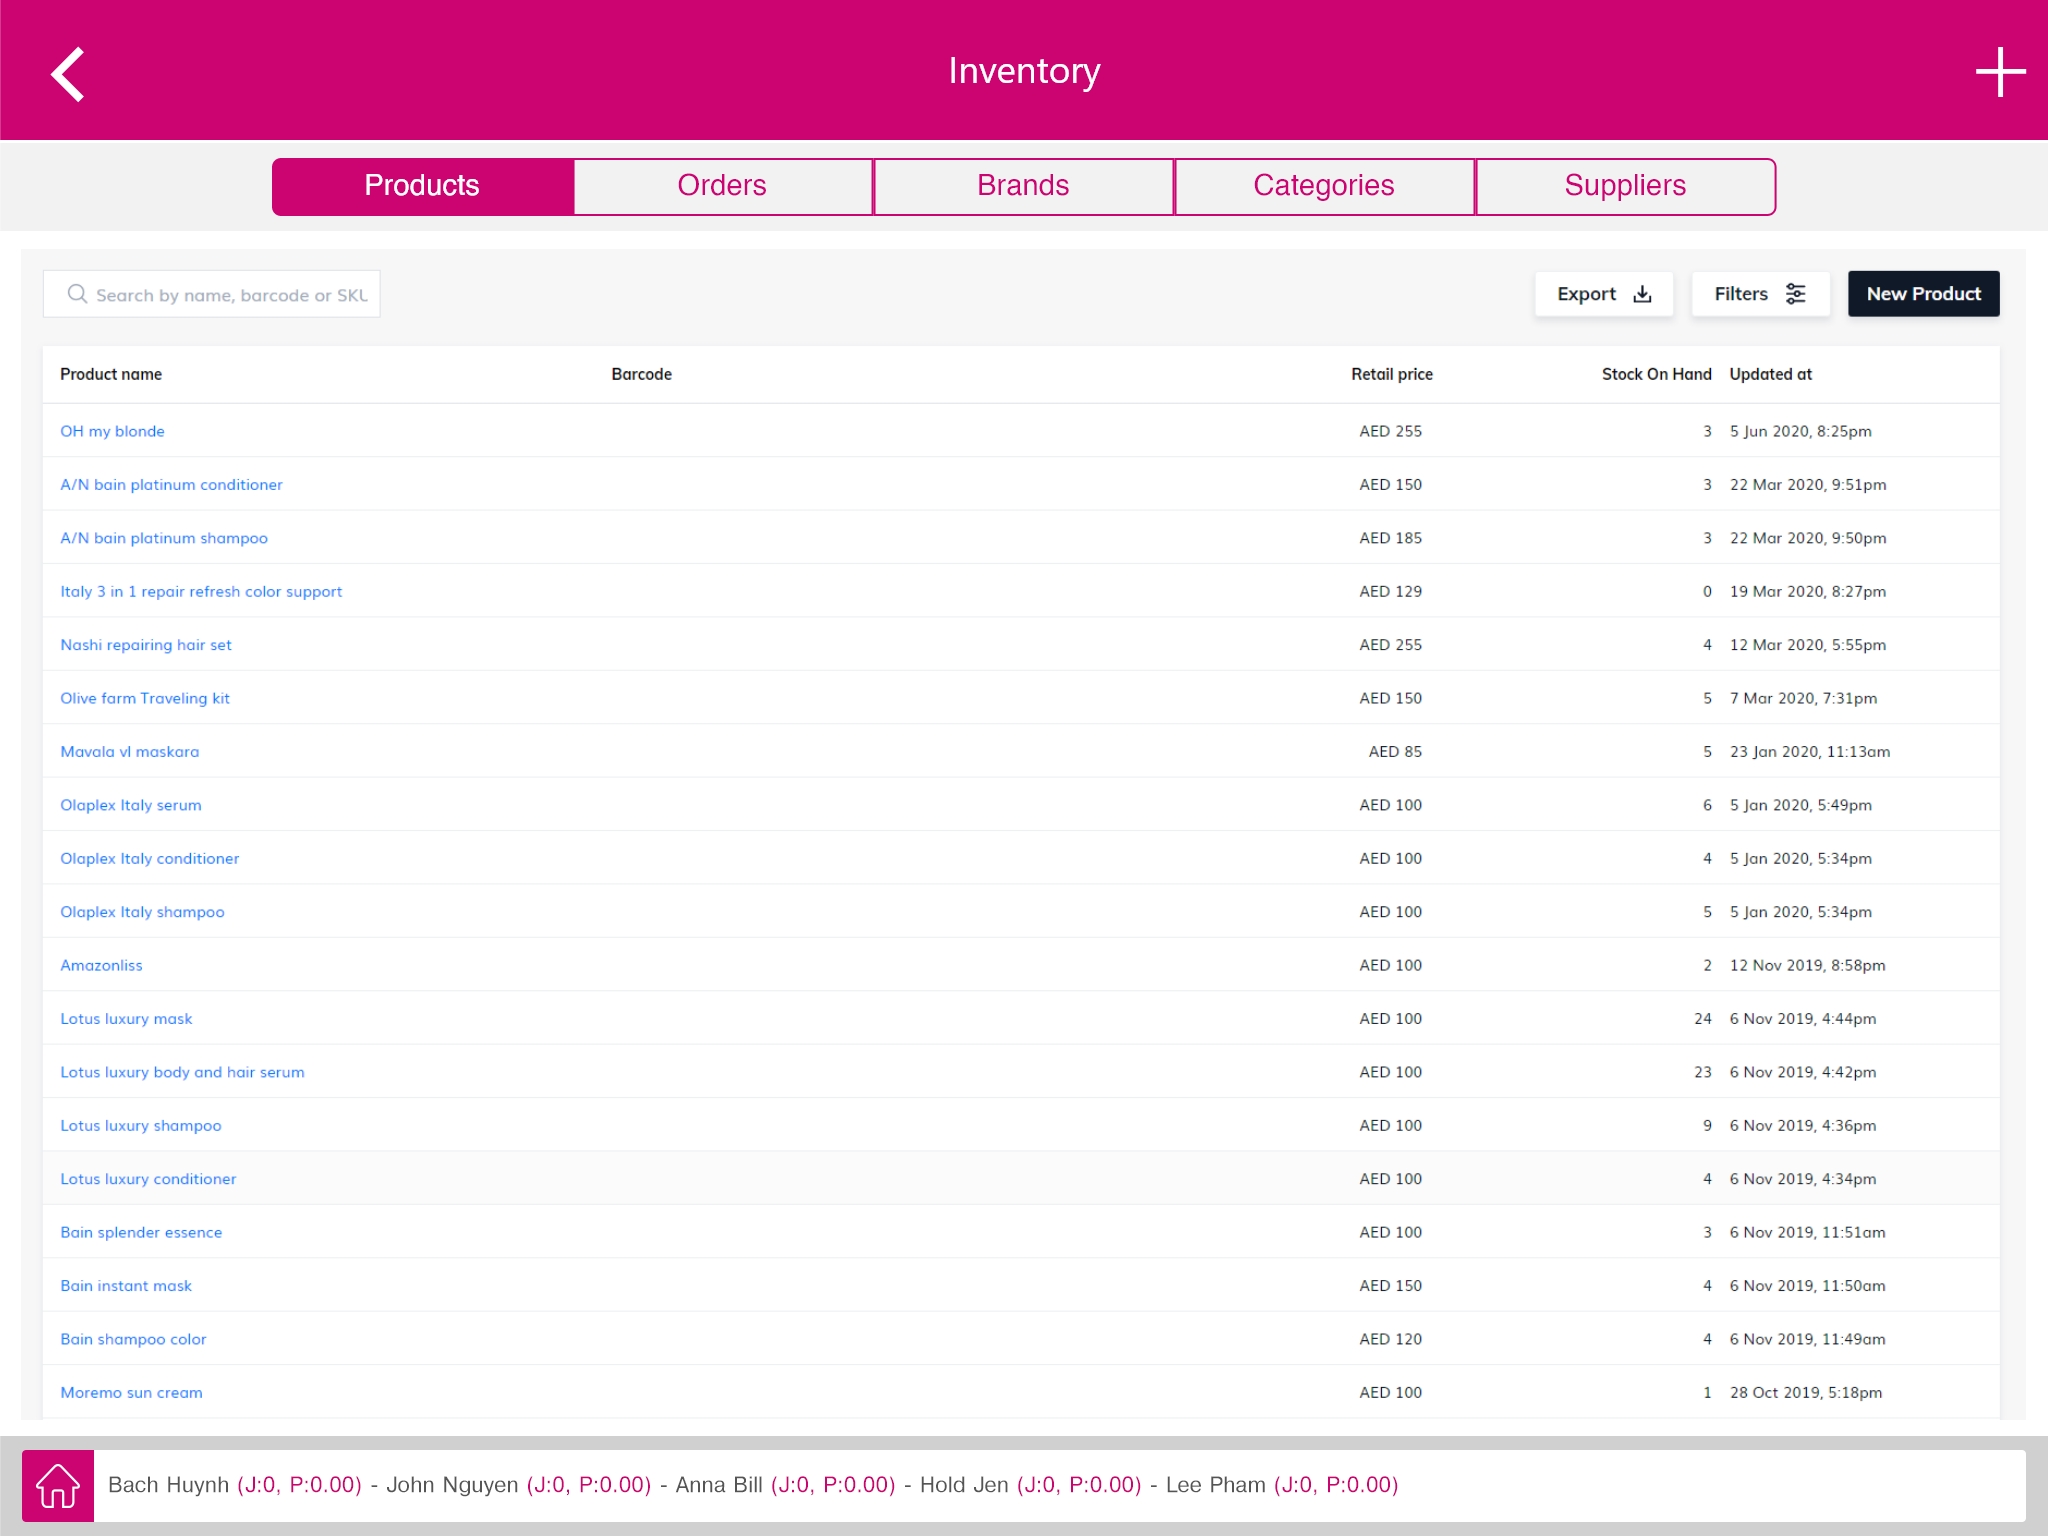 Inventory
Products Orders Brands Categories Suppliers
Search by name, barcode or SKU Export Filters New Product
Product name Barcode Retail price Stock On Hand Updated at
OH my blonde AED 255 3 5 Jun 2020, 8:25pm
A/N bain platinum conditioner AED 150 3 22 Mar 2020, 9:51pm
A/N bain platinum shampoo AED 185 3 22 Mar 2020, 9:50pm
Italy 3 in 1 repair refresh color support AED 129 0 19 Mar 2020, 8:27pm
Nashi repairing hair set AED 255 4 12 Mar 2020, 5:55pm
Olive farm Traveling kit AED 150 5 7 Mar 2020, 7:31pm
Mavala vl maskara AED 85 5 23 Jan 2020, 11:13am
Olaplex Italy serum AED 100 6 5 Jan 2020, 5:49pm
Olaplex Italy conditioner AED 100 4 5 Jan 2020, 5:34pm
Olaplex Italy shampoo AED 100 5 5 Jan 2020, 5:34pm
Amazonliss AED 100 2 12 Nov 2019, 8:58pm
Lotus luxury mask AED 100 24 6 Nov 2019, 4:44pm
Lotus luxury body and hair serum AED 100 23 6 Nov 2019, 4:42pm
Lotus luxury shampoo AED 100 9 6 Nov 2019, 4:36pm
Lotus luxury conditioner AED 100 4 6 Nov 2019, 4:34pm
Bain splender essence AED 100 3 6 Nov 2019, 11:51am
Bain instant mask AED 150 4 6 Nov 2019, 11:50am
Bain shampoo color AED 120 4 6 Nov 2019, 11:49am
Moremo sun cream AED 100 1 28 Oct 2019, 5:18pm
Bach Huynh (J:0, P:0.00) - John Nguyen (J:0, P:0.00) - Anna Bill (J:0, P:0.00) - Hold Jen (J:0, P:0.00) - Lee Pham (J:0, P:0.00)